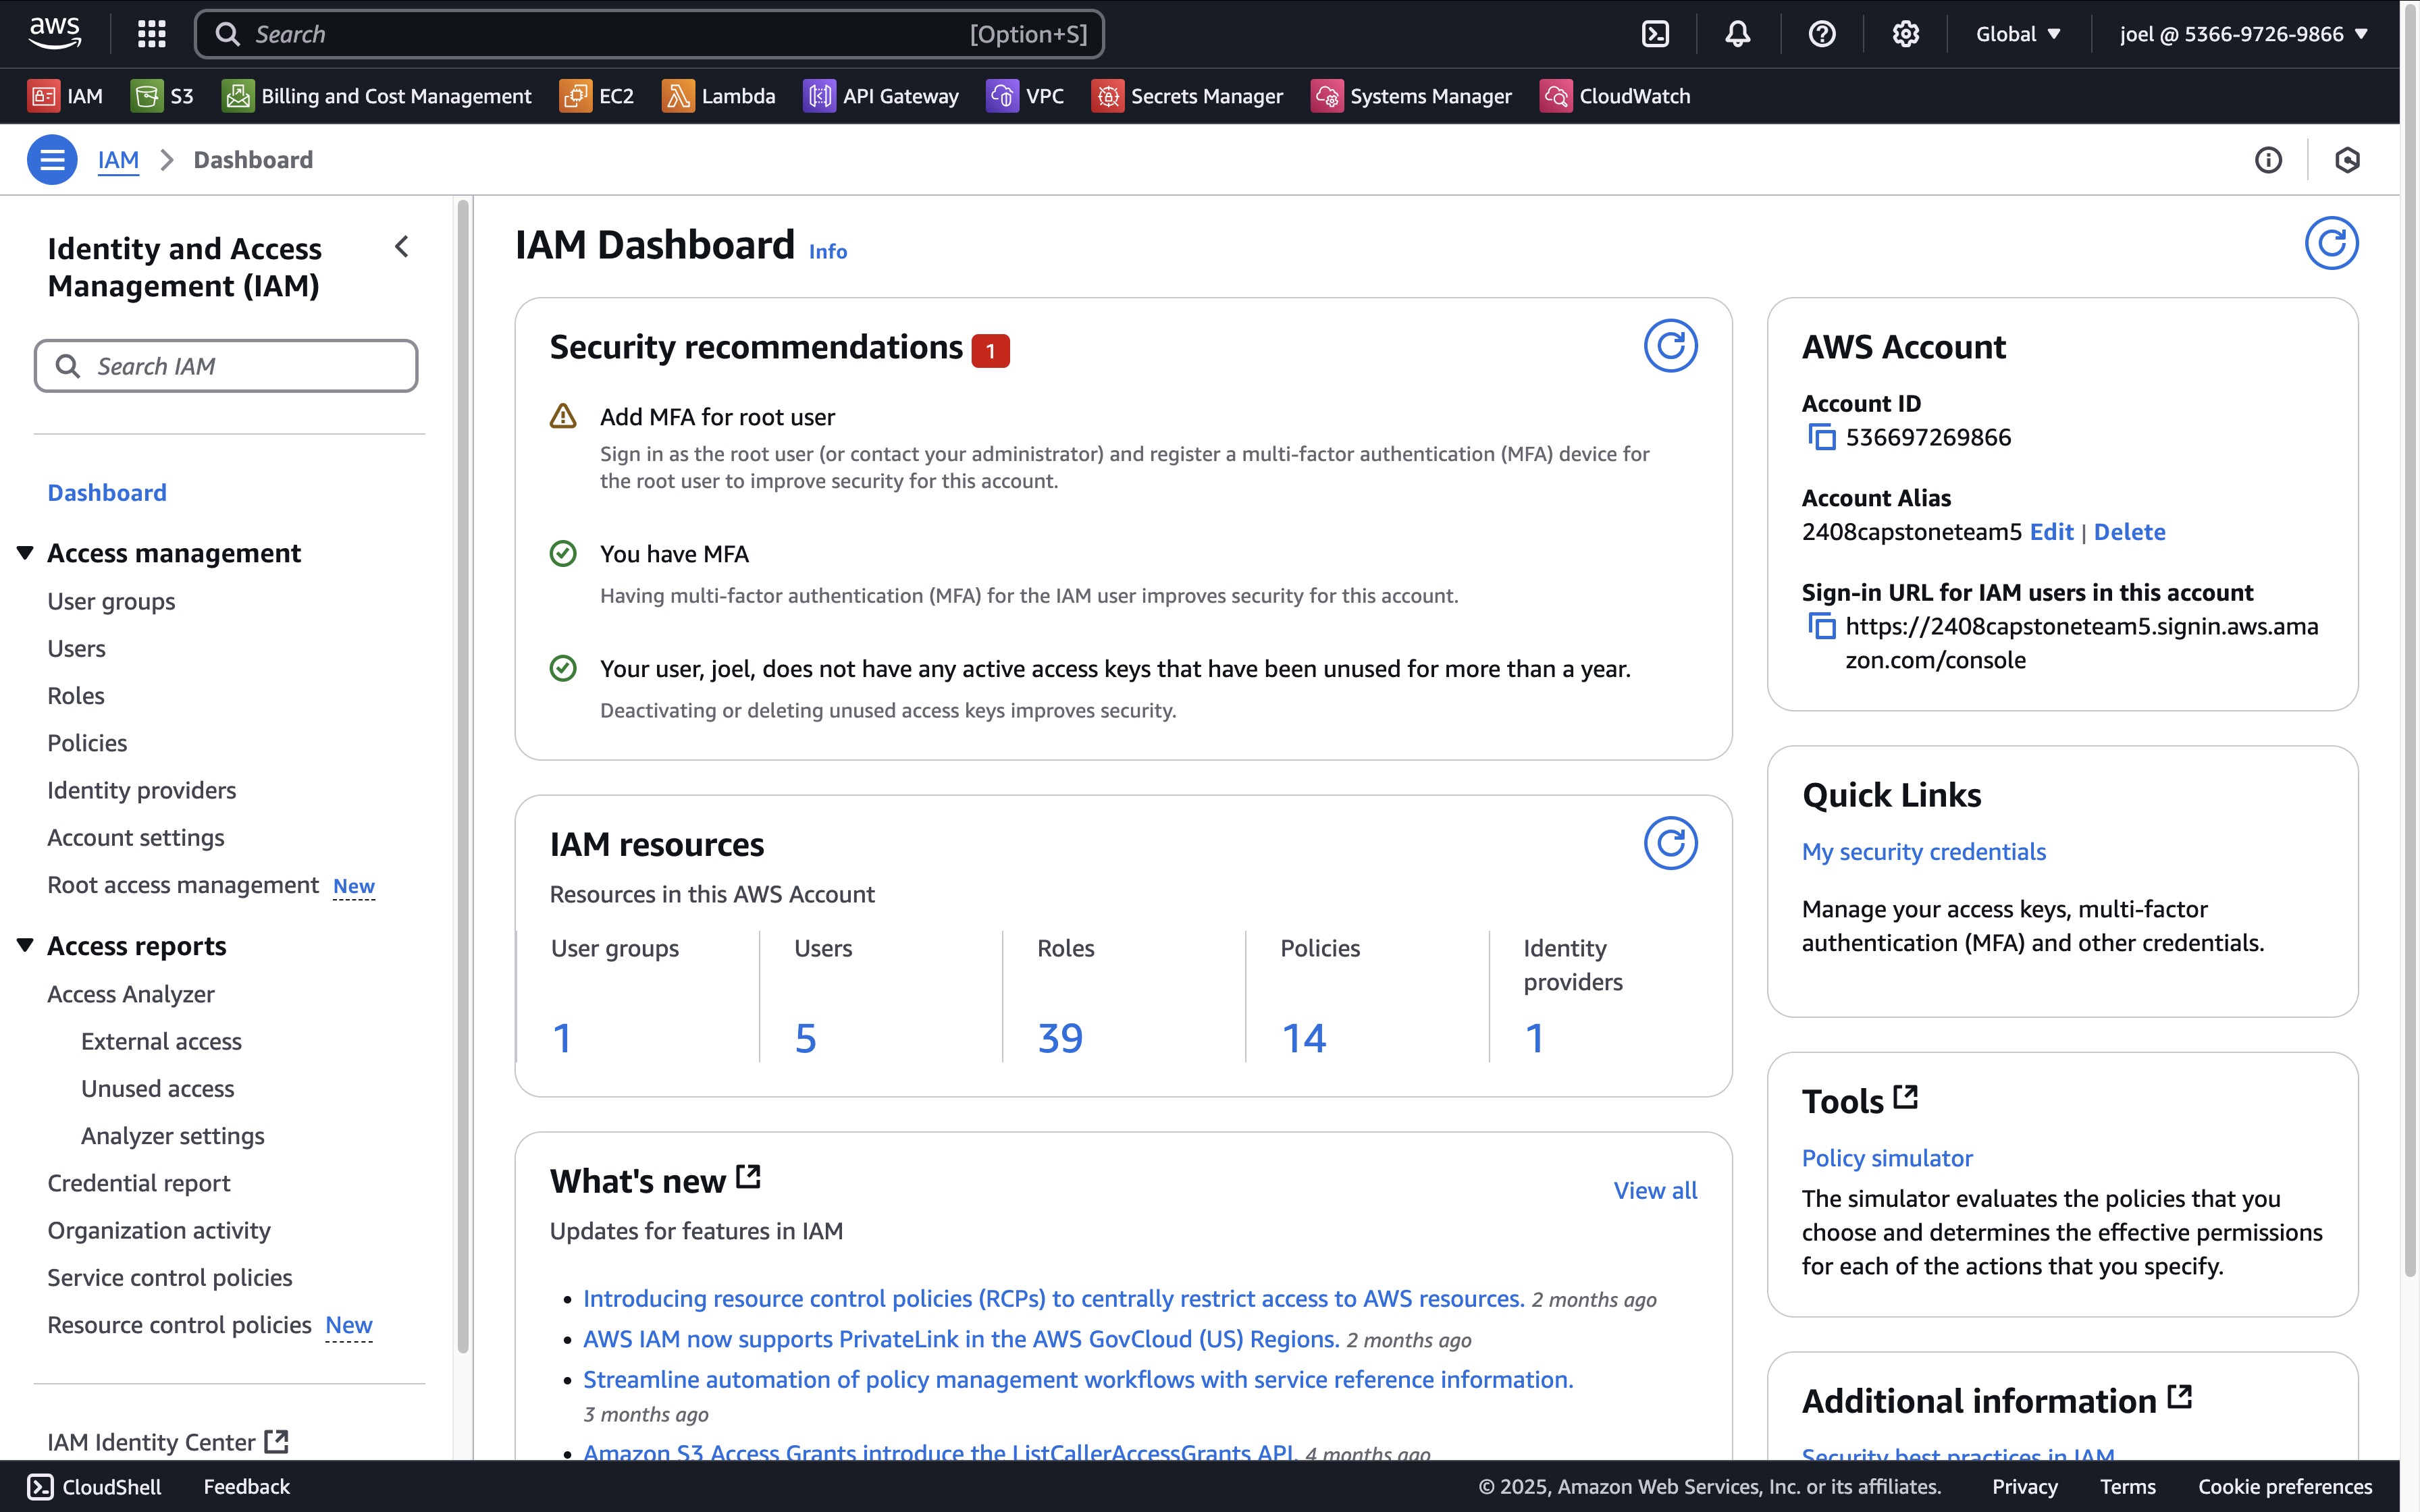 aws
Search
[Option+S]
Global
joel @ 5366-9726-9866
IAM
S3
Billing and Cost Management
EC2
Lambda
API Gateway
VPC
Secrets Manager
Systems Manager
CloudWatch
IAM
Dashboard
Identity and Access
Management (IAM)
Search IAM
Dashboard
Access management
User groups
Users
Roles
Policies
Identity providers
Account settings
Root access management New
Access reports
Access Analyzer
External access
Unused access
Analyzer settings
Credential report
Organization activity
Service control policies
Resource control policies New
IAM Identity Center
IAM Dashboard Info
Security recommendations 1
Add MFA for root user
Sign in as the root user (or contact your administrator) and register a multi-factor authentication (MFA) device for
the root user to improve security for this account.
You have MFA
Having multi-factor authentication (MFA) for the IAM user improves security for this account.
Your user, joel, does not have any active access keys that have been unused for more than a year.
Deactivating or deleting unused access keys improves security.
IAM resources
Resources in this AWS Account
User groups
1
Users
5
Roles
39
Policies
14
Identity
providers
1
What's new
View all
Updates for features in IAM
Introducing resource control policies (RCPs) to centrally restrict access to AWS resources. 2 months ago
AWS IAM now supports PrivateLink in the AWS GovCloud (US) Regions. 2 months ago
Streamline automation of policy management workflows with service reference information.
3 months ago
Amazon S3 Access Grants introduce the ListCallerAccessGrants API. 4 months ago
AWS Account
Account ID
536697269866
Account Alias
2408capstoneteam5 Edit | Delete
Sign-in URL for IAM users in this account
https://2408capstoneteam5.signin.aws.ama
zon.com/console
Quick Links
My security credentials
Manage your access keys, multi-factor
authentication (MFA) and other credentials.
Tools
Policy simulator
The simulator evaluates the policies that you
choose and determines the effective permissions
for each of the actions that you specify.
Additional information
Security best practices in IAM
CloudShell
Feedback
© 2025, Amazon Web Services, Inc. or its affiliates.
Privacy
Terms
Cookie preferences